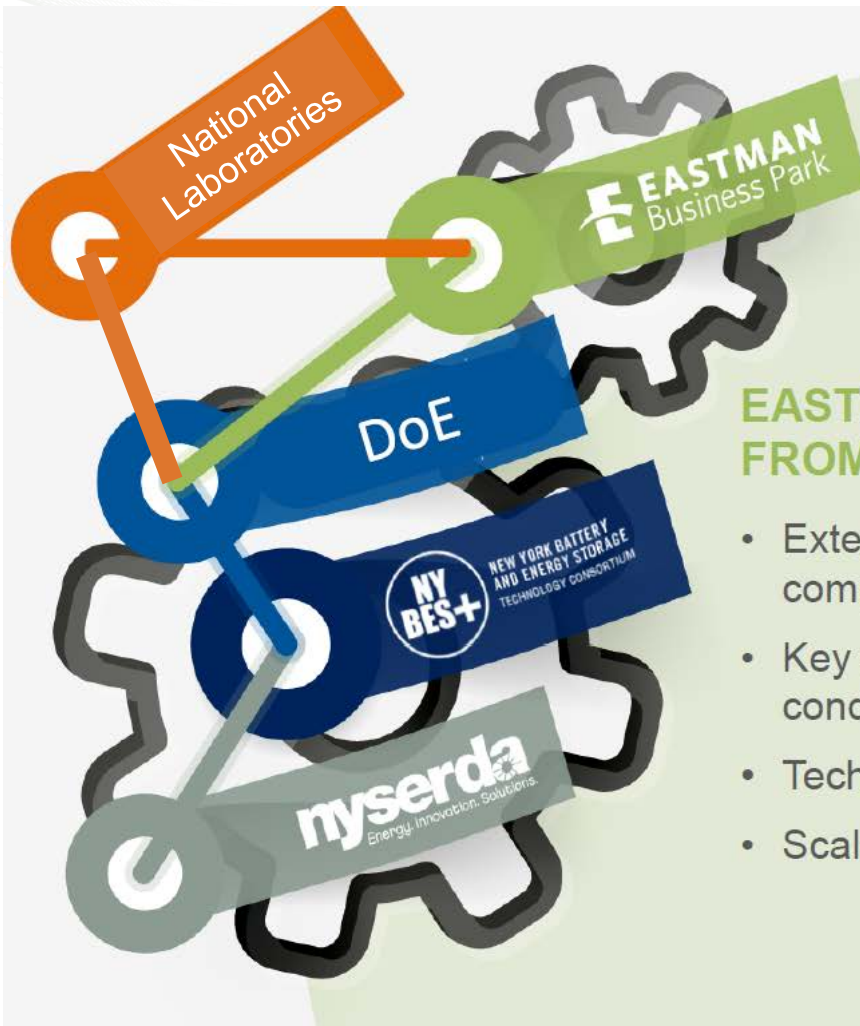 National
Laboratories
EASTMAN
Business Park
DoE
NY
BES+
NEW YORK BATTERY
AND ENERGY STORAGE
TECHNOLOGY CONSORTIUM
nyserda
Energy. Innovation. Solutions.
EAST
FROM
• Exte
com
• Key
cond
• Tech
• Scal